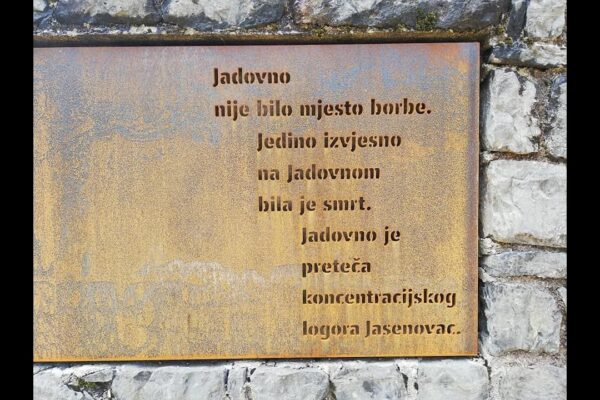 Jadovno
nije bilo mjesto borbe.
Jedino izvjesno
na Jadovnom
bila je smrt.
Jadovno je
preteča
koncentracijskog
logora Jasenovac.